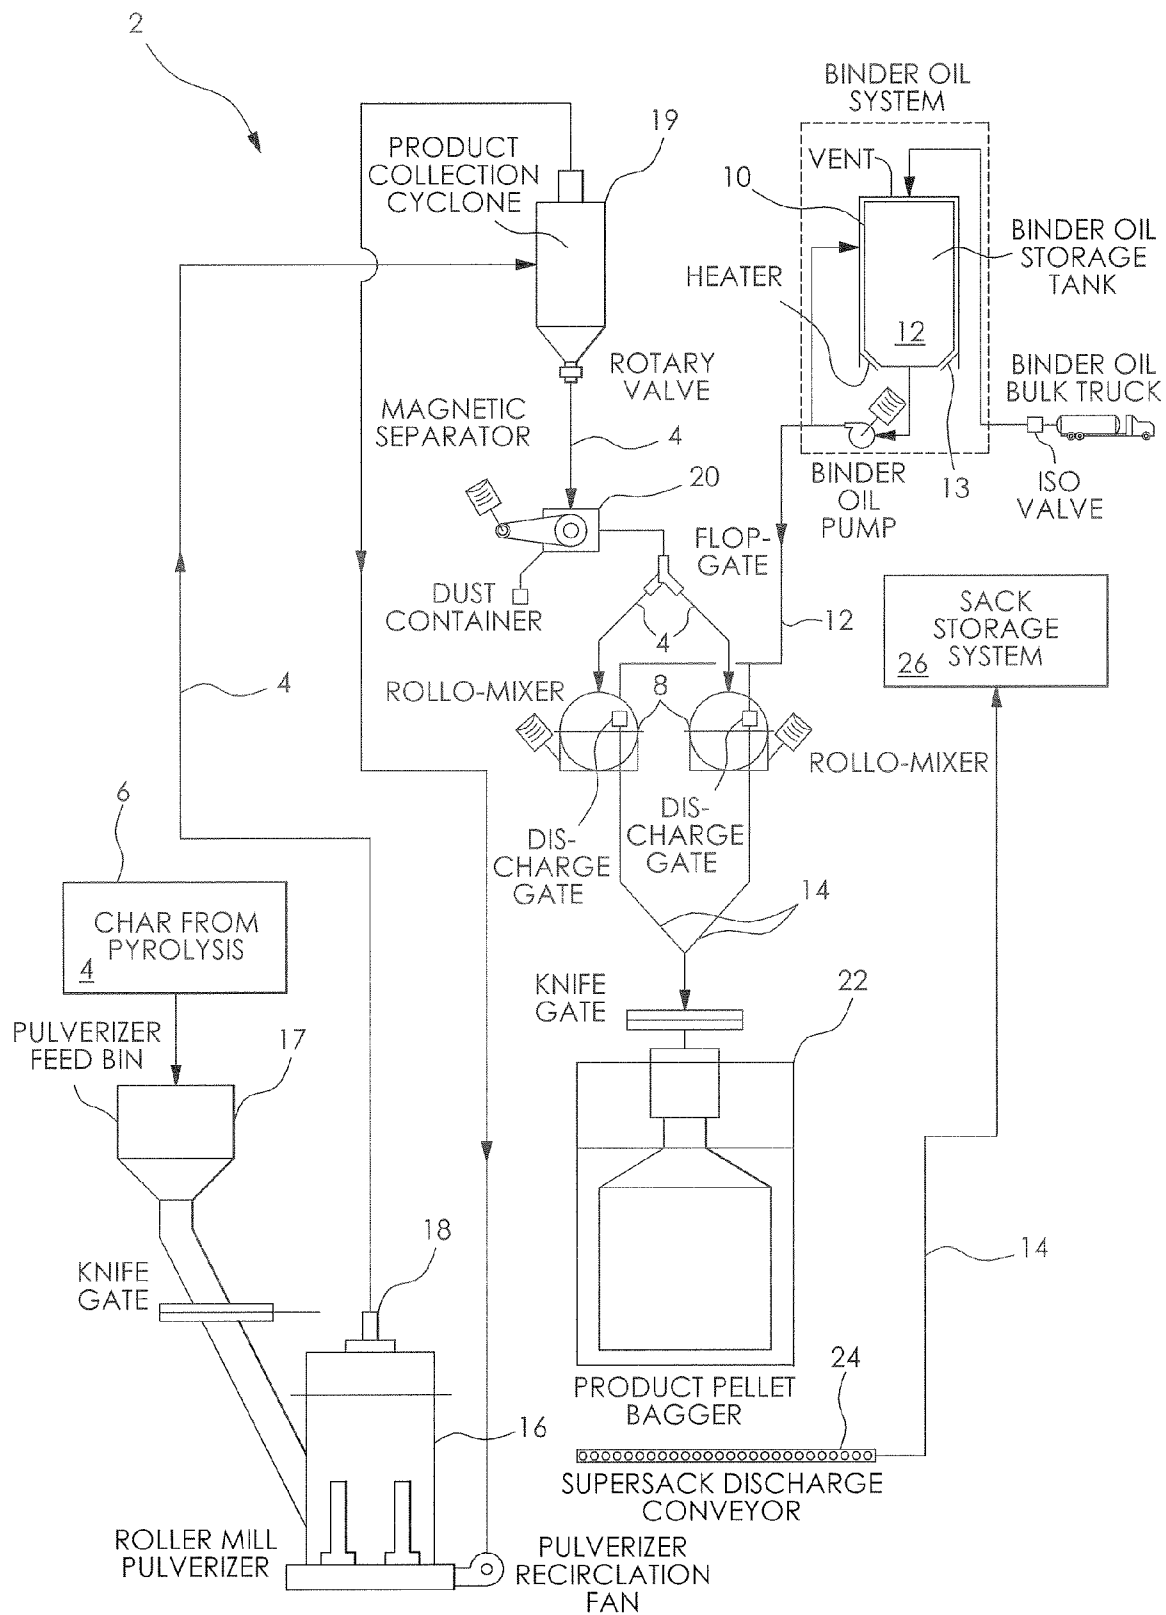 2
BINDER OIL
SYSTEM
19
PRODUCT
COLLECTION
CYCLONE
VENT
10
BINDER OIL
STORAGE
TANK
HEATER
12
ROTARY
VALVE
BINDER OIL
BULK TRUCK
MAGNETIC
SEPARATOR
4
20
BINDER
OIL
PUMP
13
ISO
VALVE
FLOP-
GATE
DUST
CONTAINER
4
12
SACK
STORAGE
SYSTEM
26
4
ROLLO-MIXER
8
ROLLO-MIXER
6
DIS-
CHARGE
GATE
DIS-
CHARGE
GATE
14
CHAR FROM
PYROLYSIS
4
KNIFE
GATE
22
PULVERIZER
FEED BIN
17
18
14
KNIFE
GATE
24
PRODUCT PELLET
BAGGER
16
SUPERSACK DISCHARGE
CONVEYOR
ROLLER MILL
PULVERIZER
PULVERIZER
RECIRCLATION
FAN